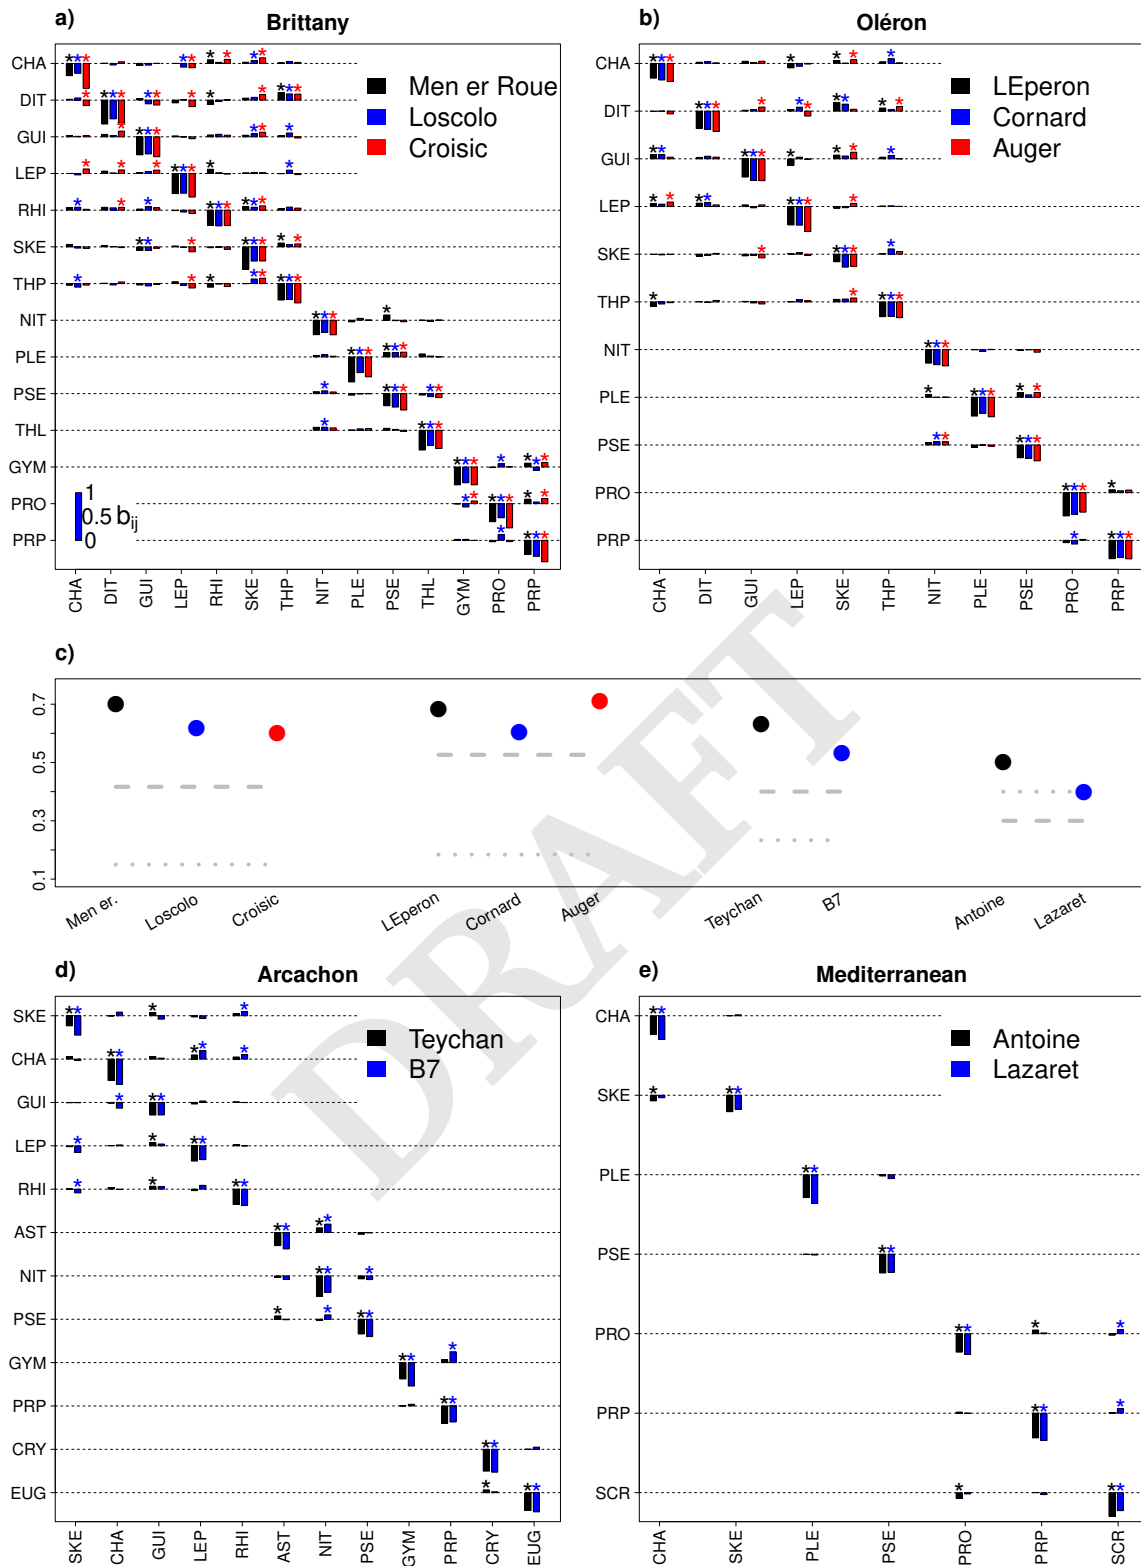 a) Brittany
CHA
DIT
GUI
LEP
RHI
SKE
THP
NIT
PLE
PSE
THL
GYM
PRO
PRP
Men er Roue
Loscolo
Croisic
1
0.5 b_ij
0
CHA DIT GUI LEP RHI SKE THP NIT PLE PSE THL GYM PRO PRP
b) Oléron
CHA
DIT
GUI
LEP
SKE
THP
NIT
PLE
PSE
PRO
PRP
LEperon
Cornard
Auger
CHA DIT GUI LEP SKE THP NIT PLE PSE PRO PRP
c)
0.7
0.5
0.3
0.1
Men er. Loscolo Croisic LEperon Cornard Auger Teychan B7 Antoine Lazaret
DRAFT
d) Arcachon
SKE
CHA
GUI
LEP
RHI
AST
NIT
PSE
GYM
PRP
CRY
EUG
Teychan
B7
SKE CHA GUI LEP RHI AST NIT PSE GYM PRP CRY EUG
e) Mediterranean
CHA
SKE
PLE
PSE
PRO
PRP
SCR
Antoine
Lazaret
CHA SKE PLE PSE PRO PRP SCR